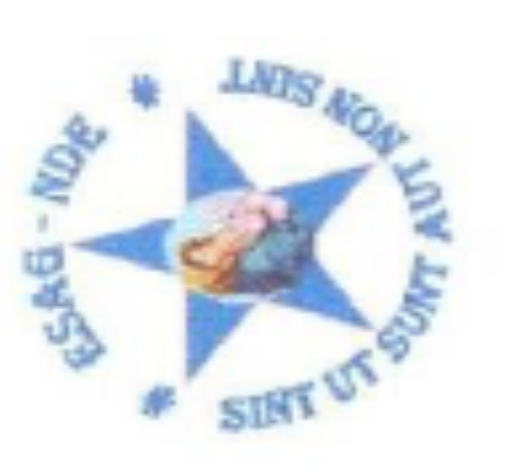 ESAG - NDE
SINT UT SUNT AUT NON SINT